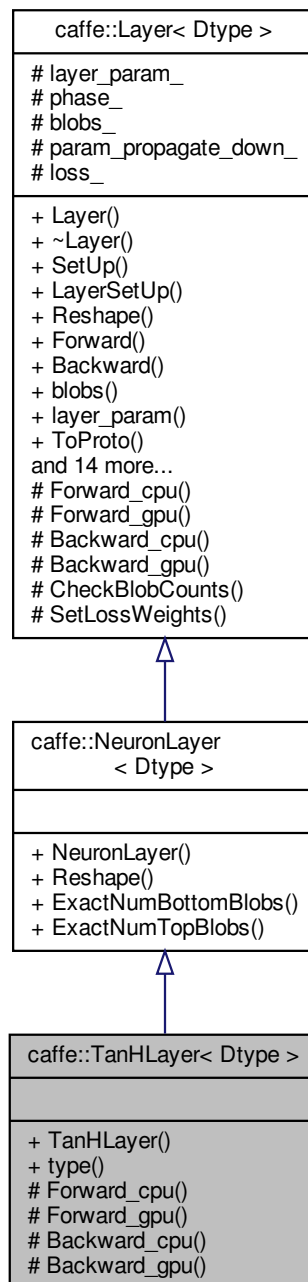 caffe::Layer< Dtype >
# layer_param_
# phase_
# blobs_
# param_propagate_down_
# loss_
+ Layer()
+ ~Layer()
+ SetUp()
+ LayerSetUp()
+ Reshape()
+ Forward()
+ Backward()
+ blobs()
+ layer_param()
+ ToProto()
and 14 more...
# Forward_cpu()
# Forward_gpu()
# Backward_cpu()
# Backward_gpu()
# CheckBlobCounts()
# SetLossWeights()
caffe::NeuronLayer
< Dtype >
+ NeuronLayer()
+ Reshape()
+ ExactNumBottomBlobs()
+ ExactNumTopBlobs()
caffe::TanHLayer< Dtype >
+ TanHLayer()
+ type()
# Forward_cpu()
# Forward_gpu()
# Backward_cpu()
# Backward_gpu()